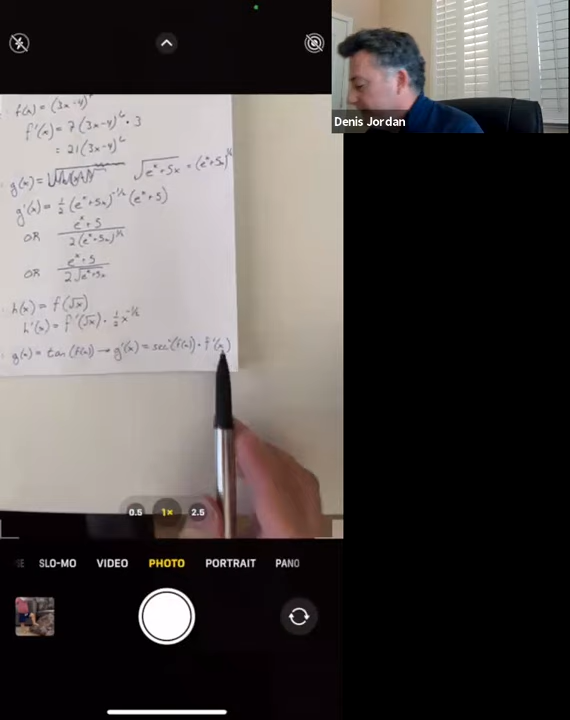 Denis Jordan
f(x) = (3x-4)⁷
f'(x) = 7(3x-4)⁶ · 3
= 21(3x-4)⁶
g(x) = √(eˣ+5x) = (eˣ+5x)^½
g'(x) = ½ (eˣ+5x)^-½ (eˣ+5)
OR (eˣ+5) / 2(eˣ+5x)^½
OR (eˣ+5) / 2√(eˣ+5x)
h(x) = f(√x)
h'(x) = f'(√x) · ½ x^-½
g(x) = tan (f(x)) → g'(x) = sec²(f(x)) · f'(x)
0.5 1× 2.5
SLO-MO VIDEO PHOTO PORTRAIT PANO